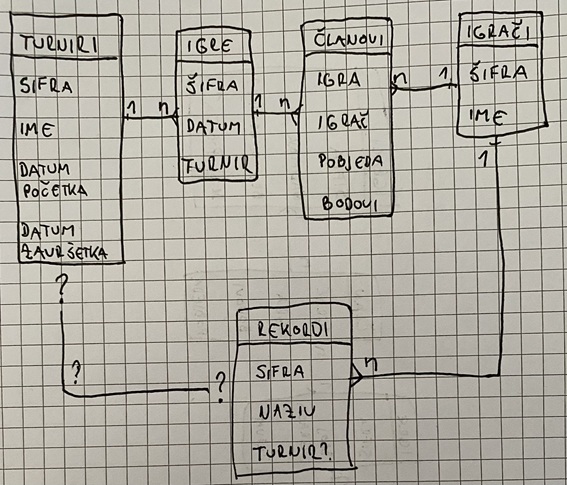 TURNIRI
ŠIFRA
IME
DATUM
POČETKA
DATUM
ZAVRŠETKA
1 n
IGRE
ŠIFRA
DATUM
TURNIR
1 n
ČLANOVI
IGRA
IGRAČ
POBJEDA
BODOVI
n 1
IGRAČI
ŠIFRA
IME
1
?
?
?
REKORDI
SIFRA
NAZIV
TURNIR?
n